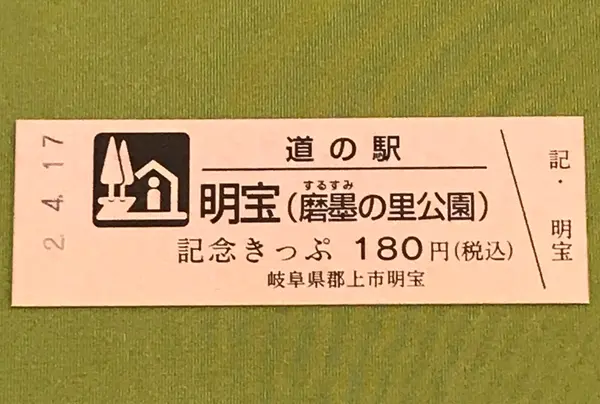 2. 4. 17
道の駅
するするみ
明宝(磨墨の里公園)
記念きっぷ 180円(税込)
岐阜県郡上市明宝
記・明宝